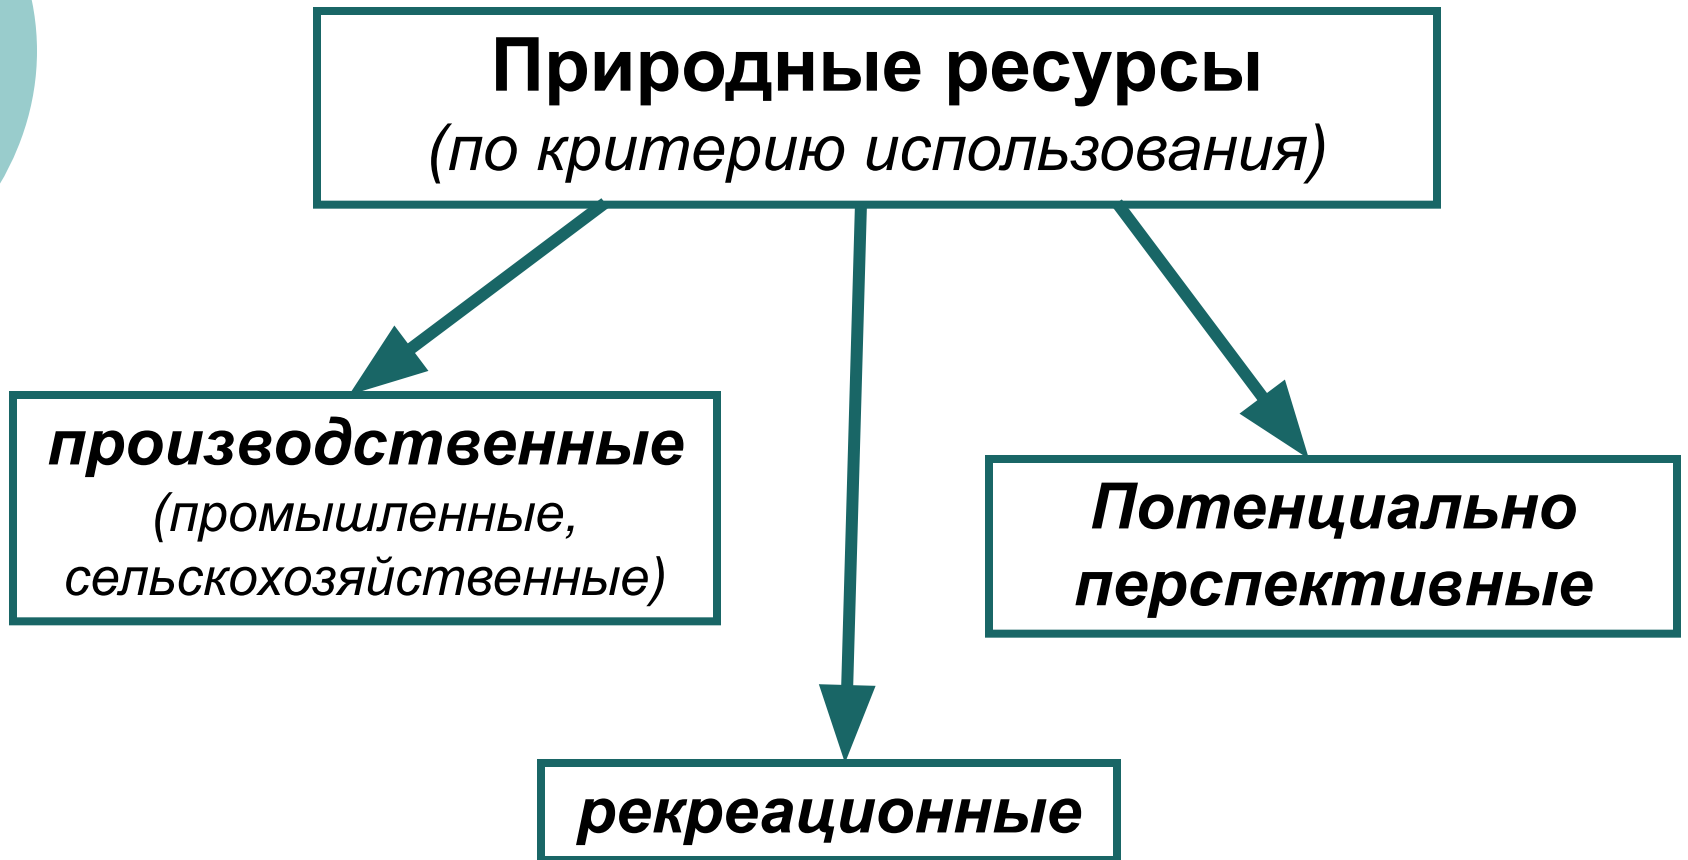 Природные ресурсы
(по критерию использования)
производственные
(промышленные,
сельскохозяйственные)
Потенциально
перспективные
рекреационные